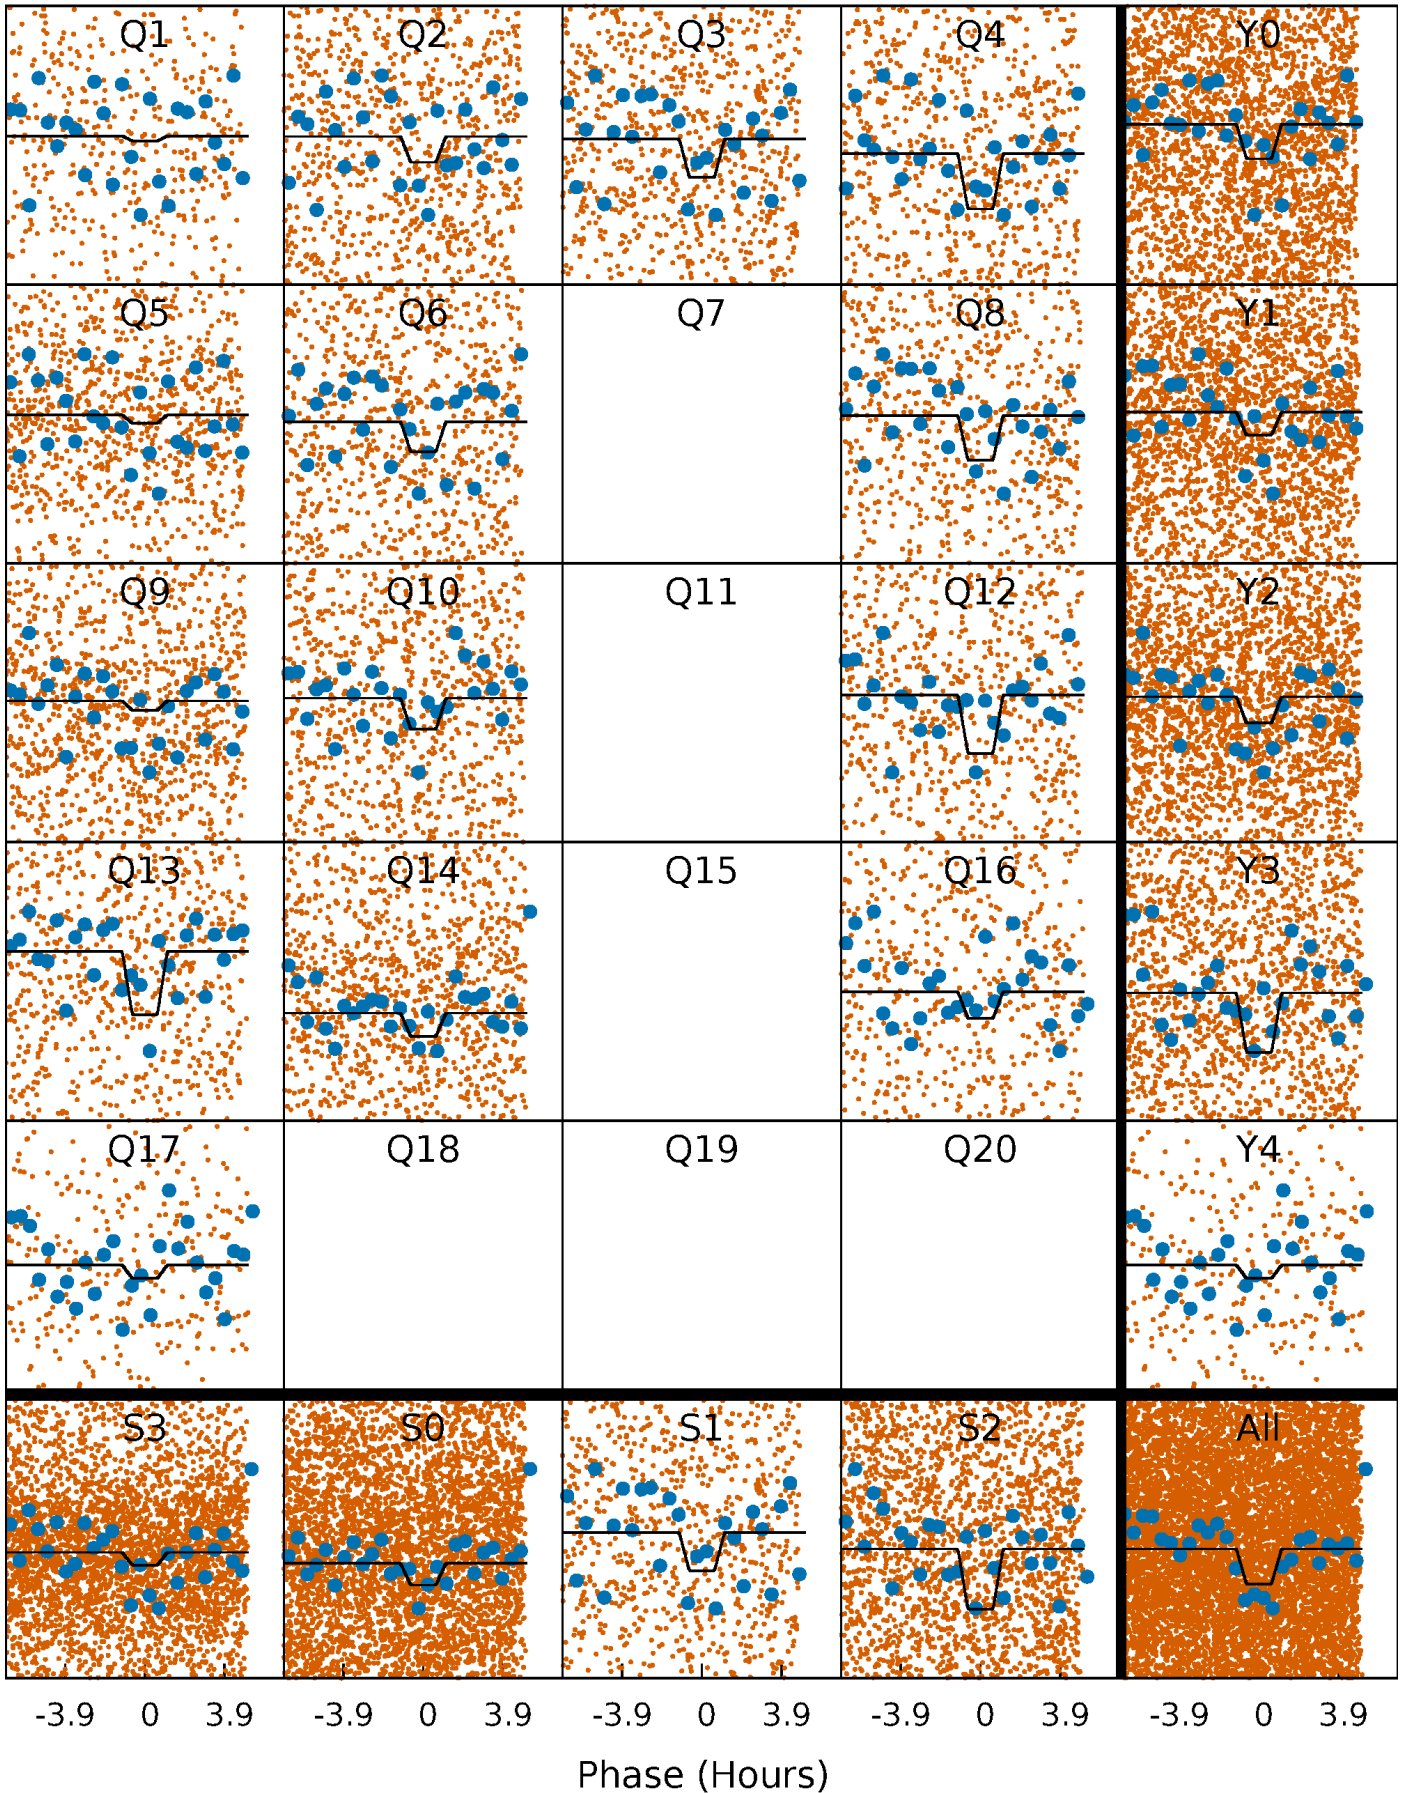 Q1 Q2 Q3 Q4 Y0
Q5 Q6 Q7 Q8 Y1
Q9 Q10 Q11 Q12 Y2
Q13 Q14 Q15 Q16 Y3
Q17 Q18 Q19 Q20 Y4
S3 S0 S1 S2 All
-3.9 0 3.9 -3.9 0 3.9 -3.9 0 3.9 -3.9 0 3.9 -3.9 0 3.9
Phase (Hours)